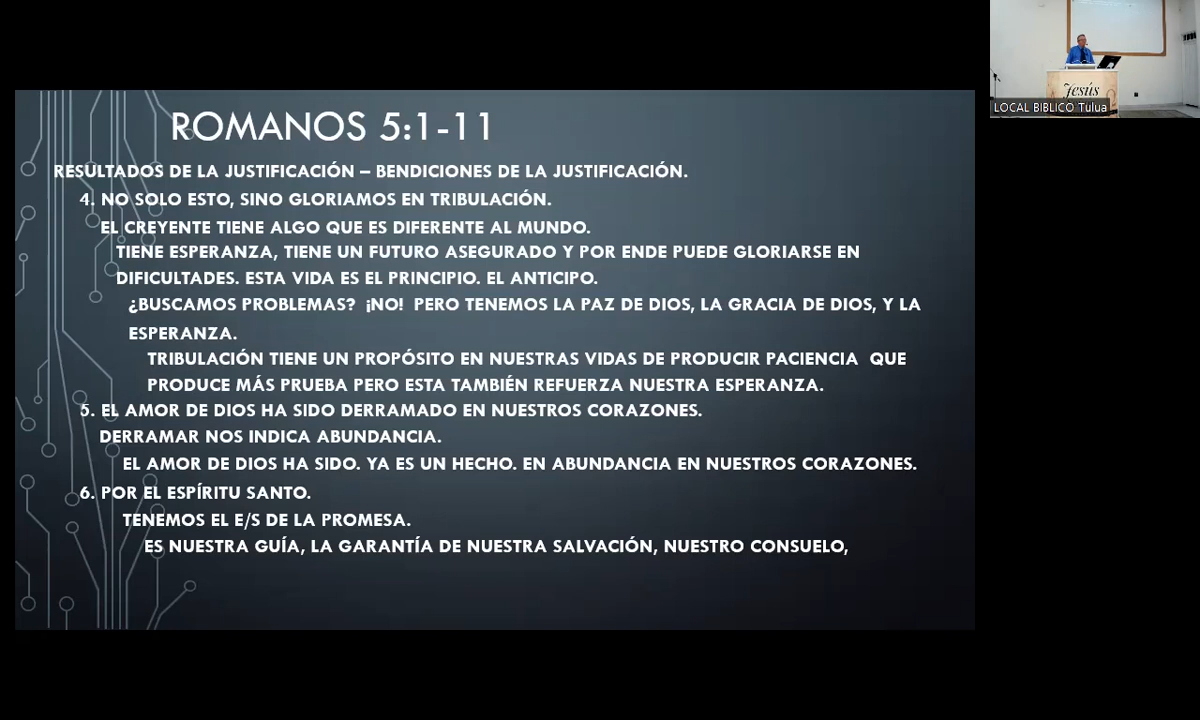 ROMANOS 5:1-11
RESULTADOS DE LA JUSTIFICACIÓN – BENDICIONES DE LA JUSTIFICACIÓN.
4. NO SOLO ESTO, SINO GLORIAMOS EN TRIBULACIÓN.
EL CREYENTE TIENE ALGO QUE ES DIFERENTE AL MUNDO.
TIENE ESPERANZA, TIENE UN FUTURO ASEGURADO Y POR ENDE PUEDE GLORIARSE EN
DIFICULTADES. ESTA VIDA ES EL PRINCIPIO. EL ANTICIPO.
¿BUSCAMOS PROBLEMAS? ¡NO! PERO TENEMOS LA PAZ DE DIOS, LA GRACIA DE DIOS, Y LA
ESPERANZA.
TRIBULACIÓN TIENE UN PROPÓSITO EN NUESTRAS VIDAS DE PRODUCIR PACIENCIA QUE
PRODUCE MÁS PRUEBA PERO ESTA TAMBIÉN REFUERZA NUESTRA ESPERANZA.
5. EL AMOR DE DIOS HA SIDO DERRAMADO EN NUESTROS CORAZONES.
DERRAMAR NOS INDICA ABUNDANCIA.
EL AMOR DE DIOS HA SIDO. YA ES UN HECHO. EN ABUNDANCIA EN NUESTROS CORAZONES.
6. POR EL ESPÍRITU SANTO.
TENEMOS EL E/S DE LA PROMESA.
ES NUESTRA GUÍA, LA GARANTÍA DE NUESTRA SALVACIÓN, NUESTRO CONSUELO,
Jesús
LOCAL BIBLICO Tulua